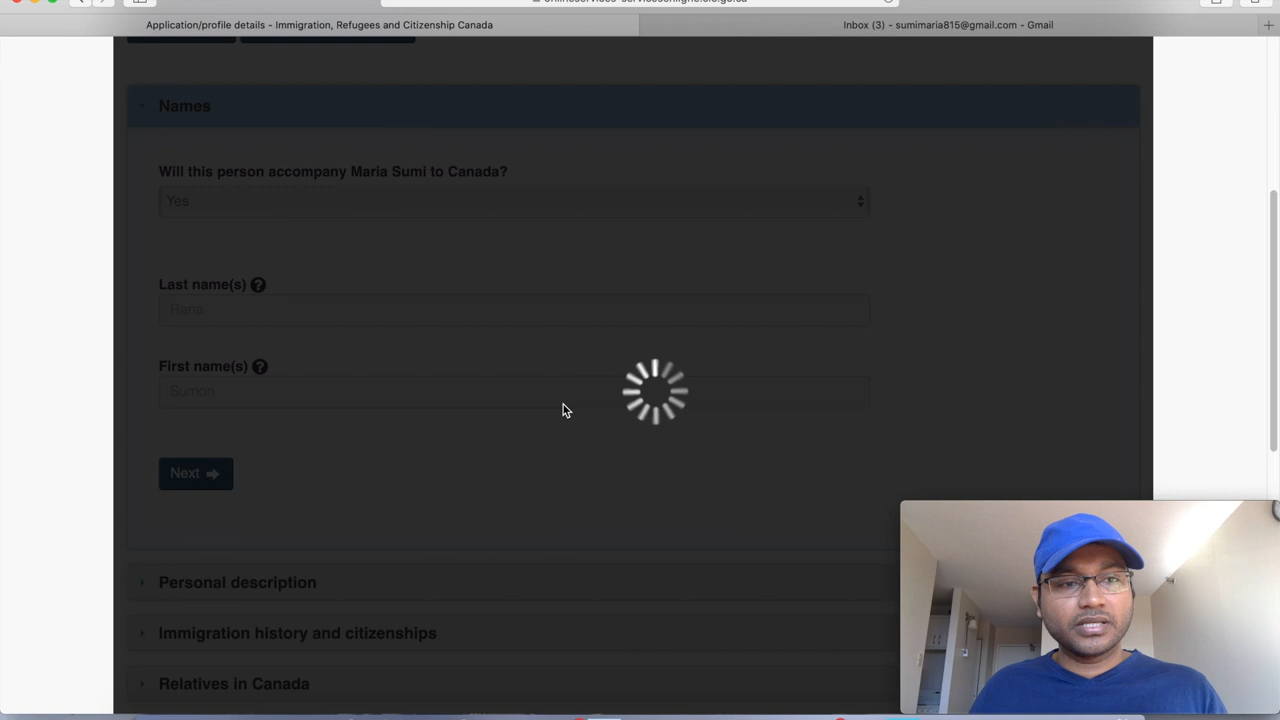 Application/profile details - Immigration, Refugees and Citizenship Canada
Inbox (3) - sumimaria815@gmail.com - Gmail
Names
Will this person accompany Maria Sumi to Canada?
Yes
Last name(s) ?
Rana
First name(s) ?
Sumon
Next
Personal description
Immigration history and citizenships
Relatives in Canada